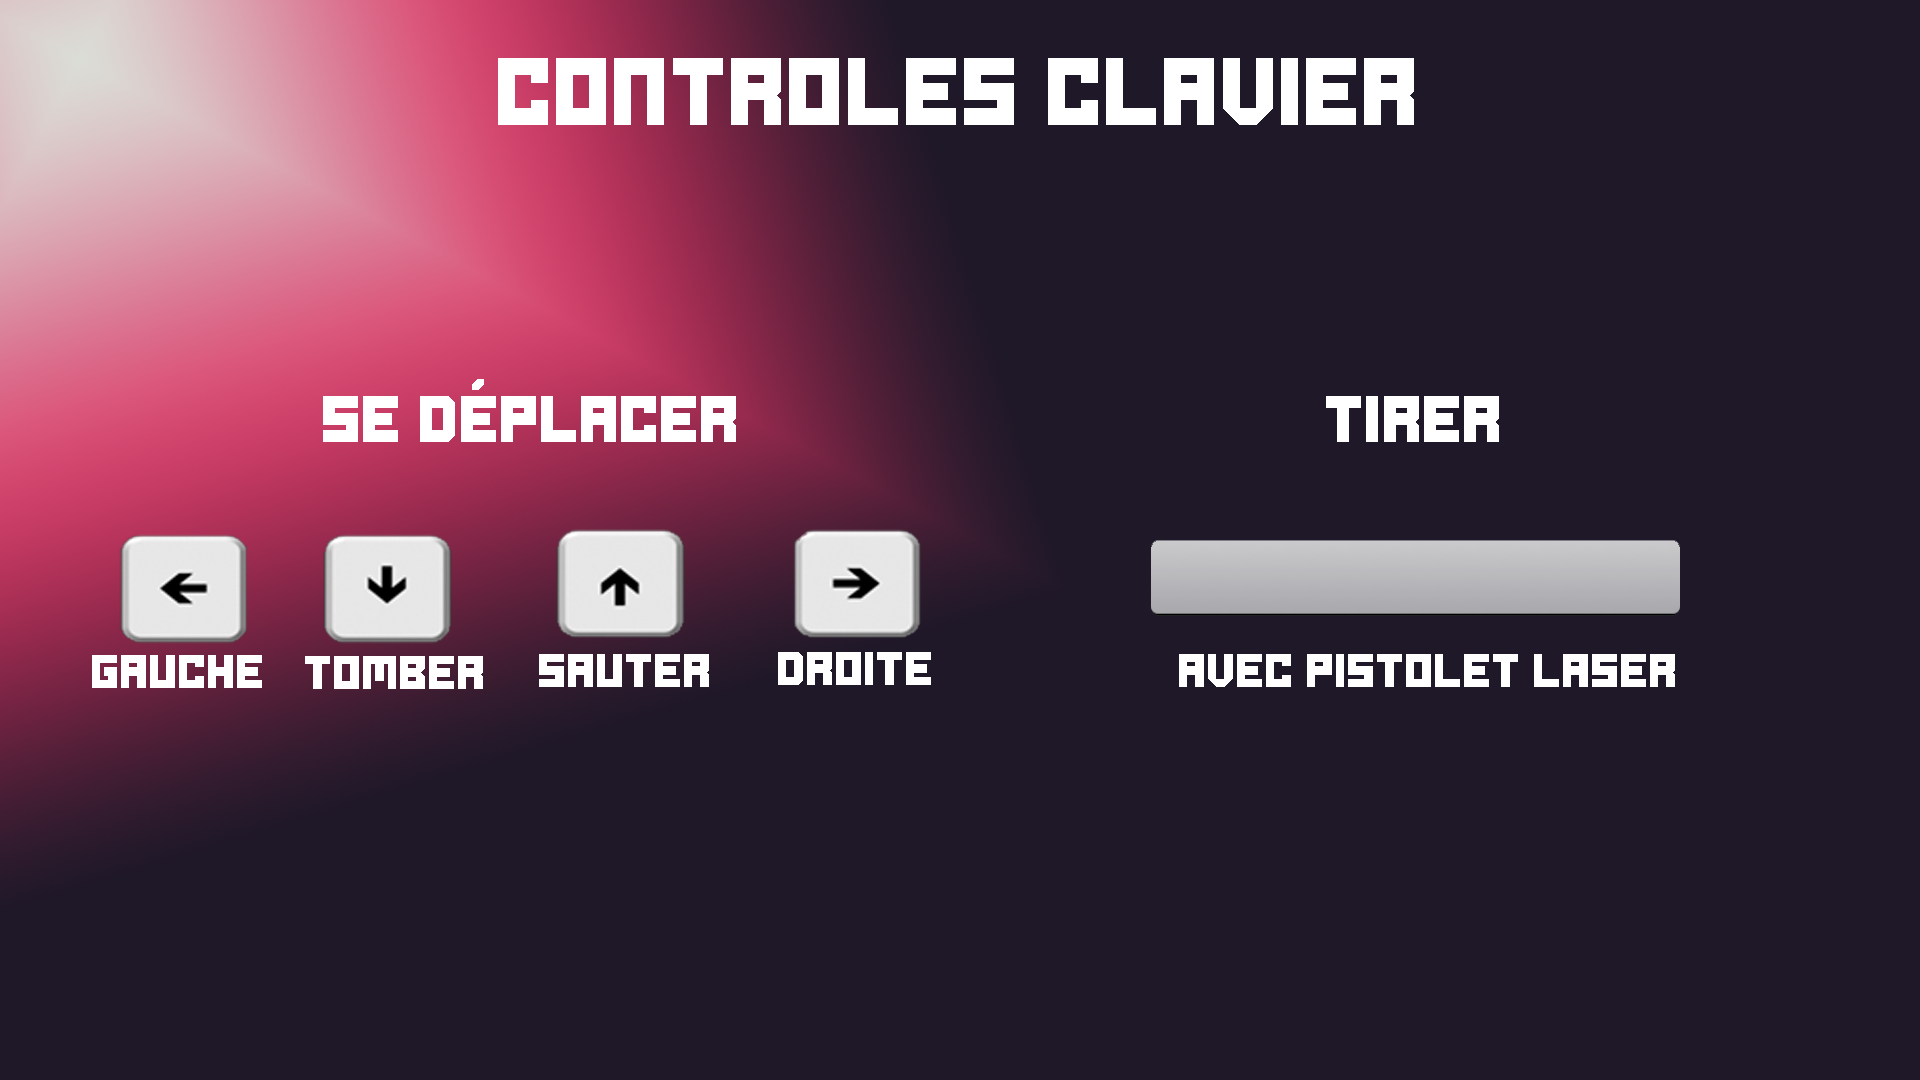 CONTROLES CLAVIER
SE DÉPLACER
TIRER
GAUCHE
TOMBER
SAUTER
DROITE
AVEC PISTOLET LASER